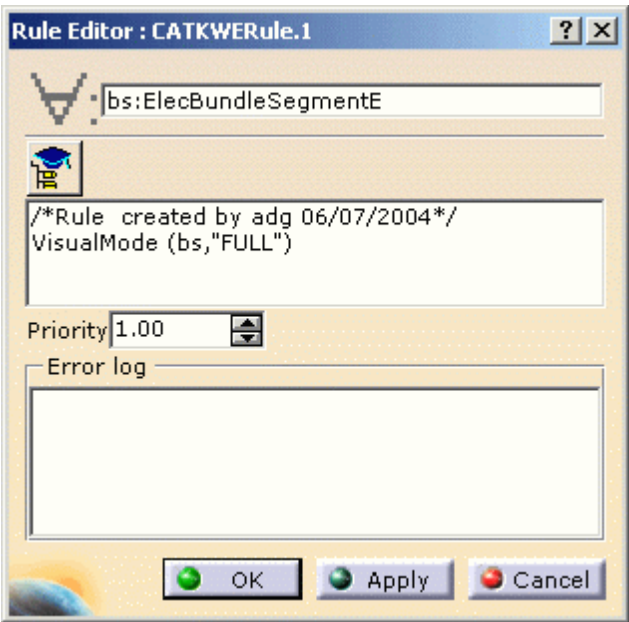 Rule Editor : CATKWERule.1
bs:ElecBundleSegmentE
/*Rule  created by adg 06/07/2004*/
VisualMode (bs,"FULL")
Priority 1.00
Error log
OK Apply Cancel